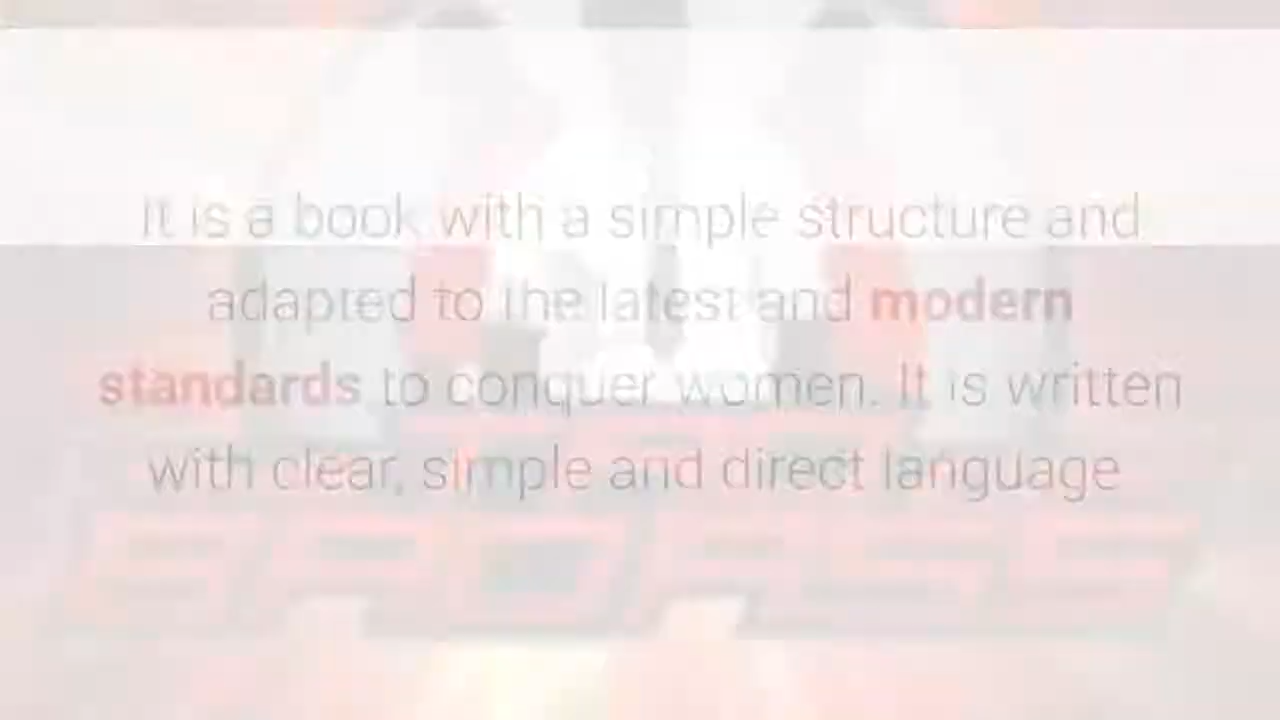 It is a book with a simple structure and
adapted to the latest and modern
standards to conquer women. It is written
with clear, simple and direct language